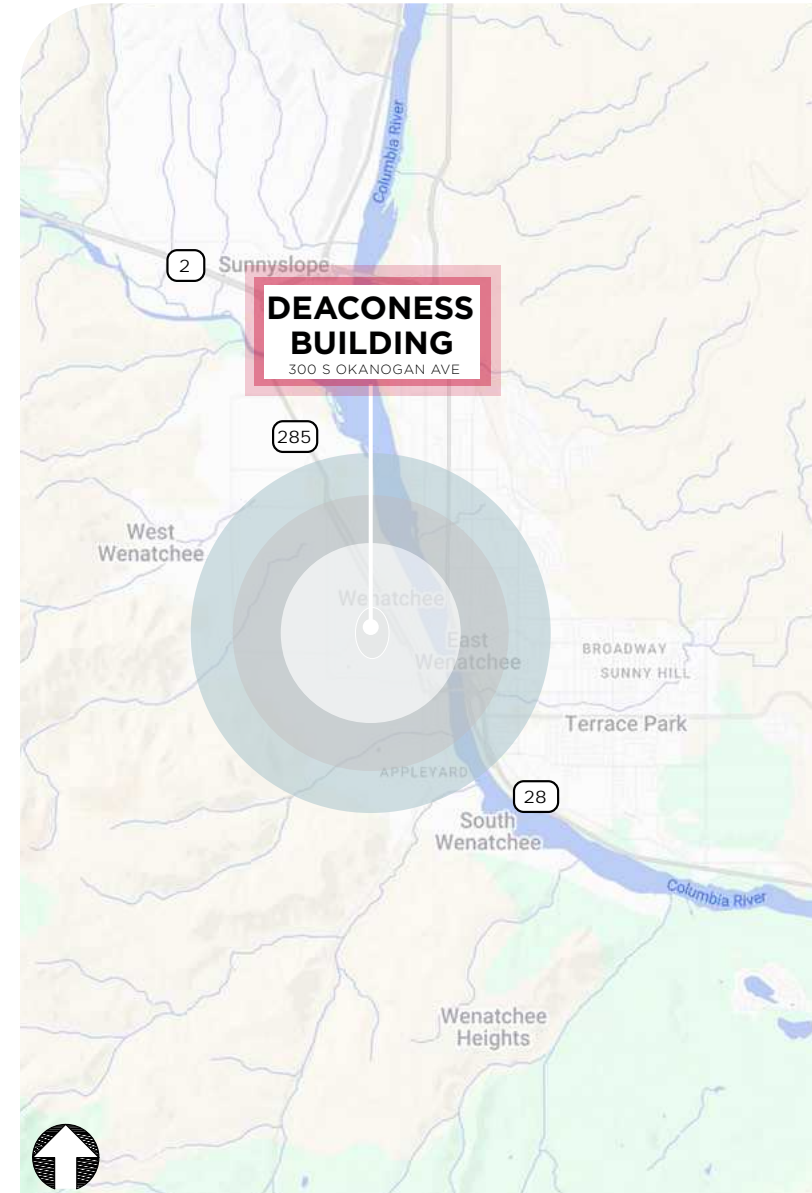 Columbia River
2
Sunnyslope
DEACONESS
BUILDING
300 S OKANOGAN AVE
285
West
Wenatchee
Wenatchee
East
Wenatchee
BROADWAY
SUNNY HILL
Terrace Park
APPLEYARD
28
South
Wenatchee
Columbia River
Wenatchee
Heights